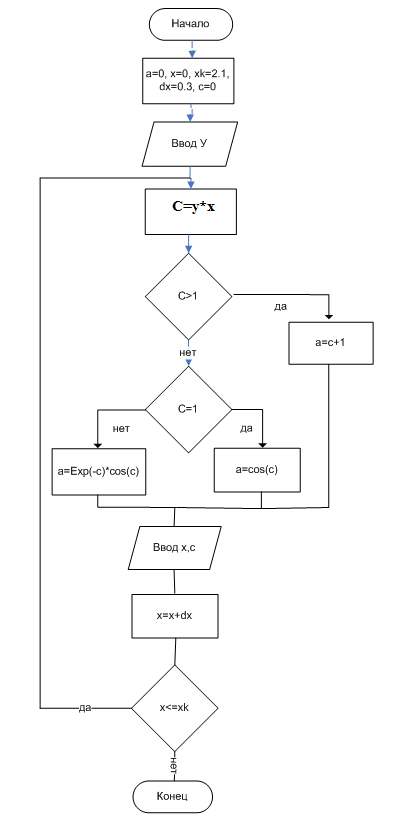 Начало
a=0, x=0, xk=2.1,
dx=0.3, c=0
Ввод У
C=y*x
C>1
да
a=c+1
нет
C=1
нет
да
a=Exp(-c)*cos(c)
a=cos(c)
Ввод x,c
x=x+dx
x<=xk
да
нет
Конец